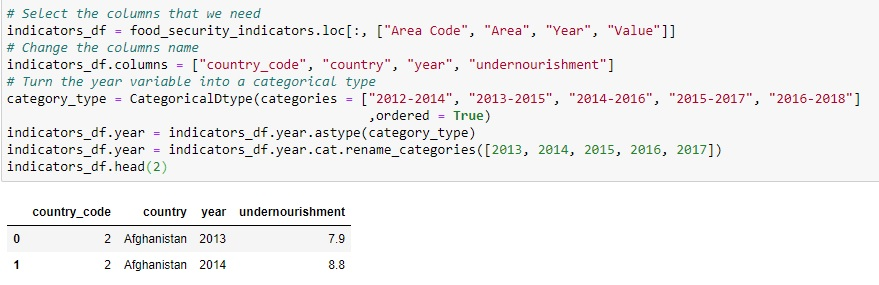 # Select the columns that we need
indicators_df = food_security_indicators.loc[:, ["Area Code", "Area", "Year", "Value"]]
# Change the columns name
indicators_df.columns = ["country_code", "country", "year", "undernourishment"]
# Turn the year variable into a categorical type
category_type = CategoricalDtype(categories = ["2012-2014", "2013-2015", "2014-2016", "2015-2017", "2016-2018"]
,ordered = True)
indicators_df.year = indicators_df.year.astype(category_type)
indicators_df.year = indicators_df.year.cat.rename_categories([2013, 2014, 2015, 2016, 2017])
indicators_df.head(2)
country_code country year undernourishment
0 2 Afghanistan 2013 7.9
1 2 Afghanistan 2014 8.8